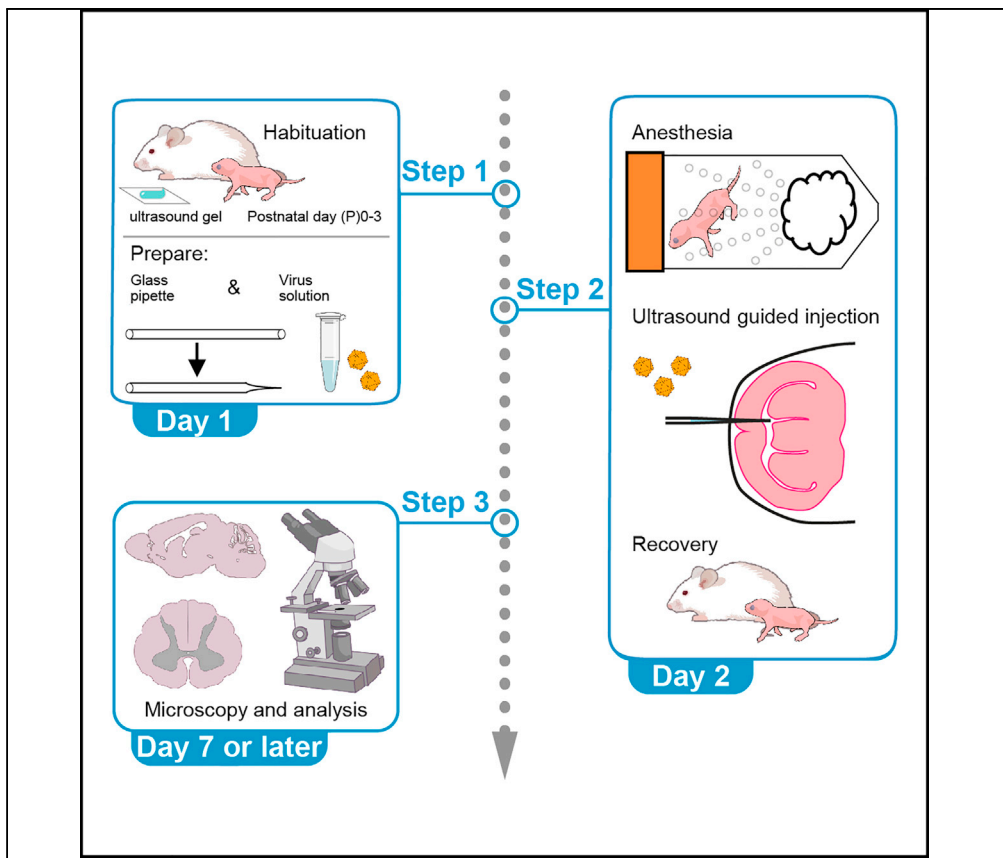 Habituation
ultrasound gel
Postnatal day (P)0-3
Prepare:
Glass
pipette
&
Virus
solution
Day 1
Step 1
Step 2
Anesthesia
Ultrasound guided injection
Recovery
Day 2
Step 3
Microscopy and analysis
Day 7 or later